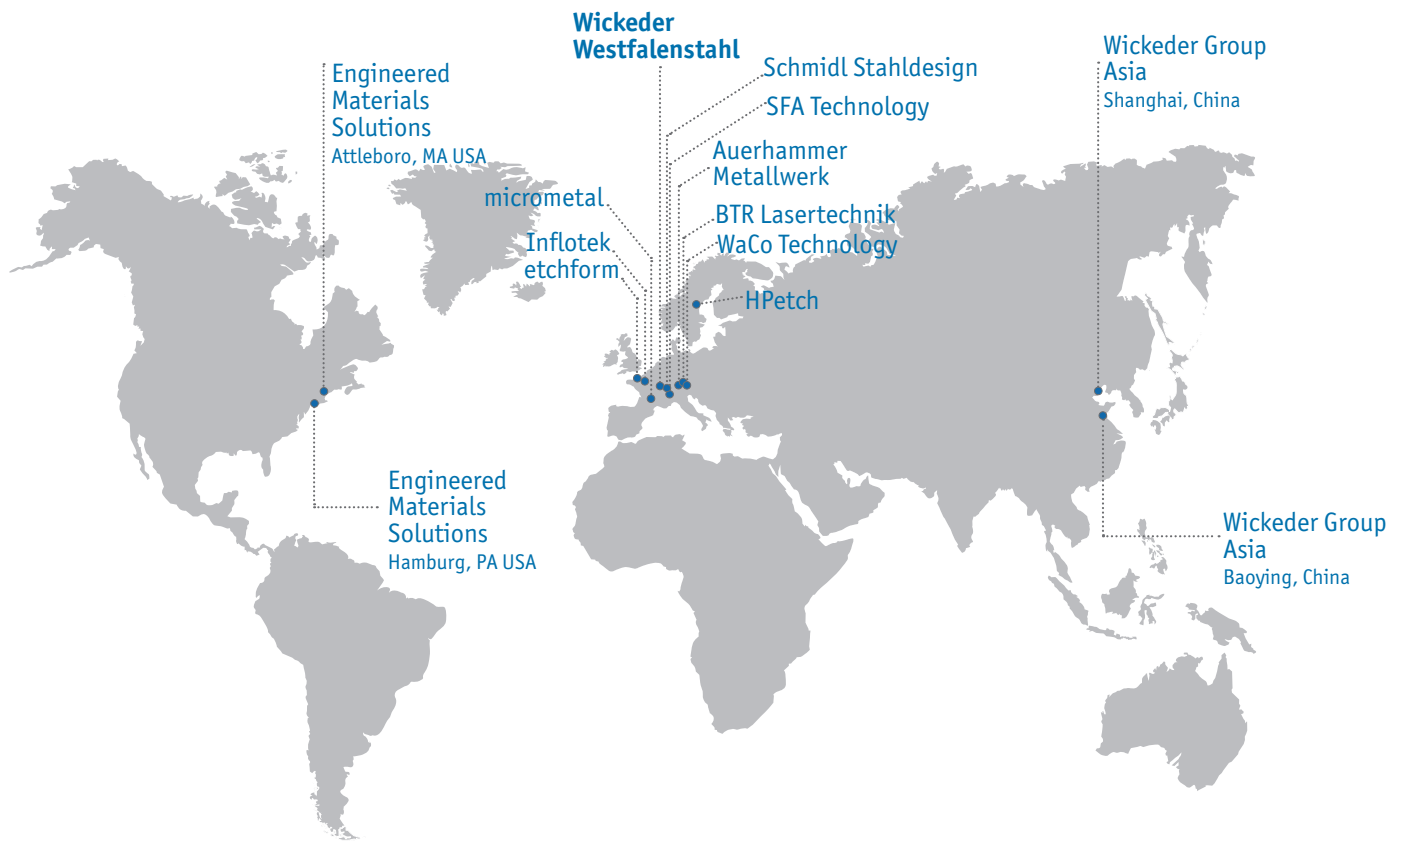 Wickeder
Westfalenstahl
Engineered
Materials
Solutions
Attleboro, MA USA
Schmidl Stahldesign
SFA Technology
Auerhammer
Metallwerk
micrometal
BTR Lasertechnik
Inflotek
WaCo Technology
etchform
HPetch
Wickeder Group
Asia
Shanghai, China
Engineered
Materials
Solutions
Hamburg, PA USA
Wickeder Group
Asia
Baoying, China